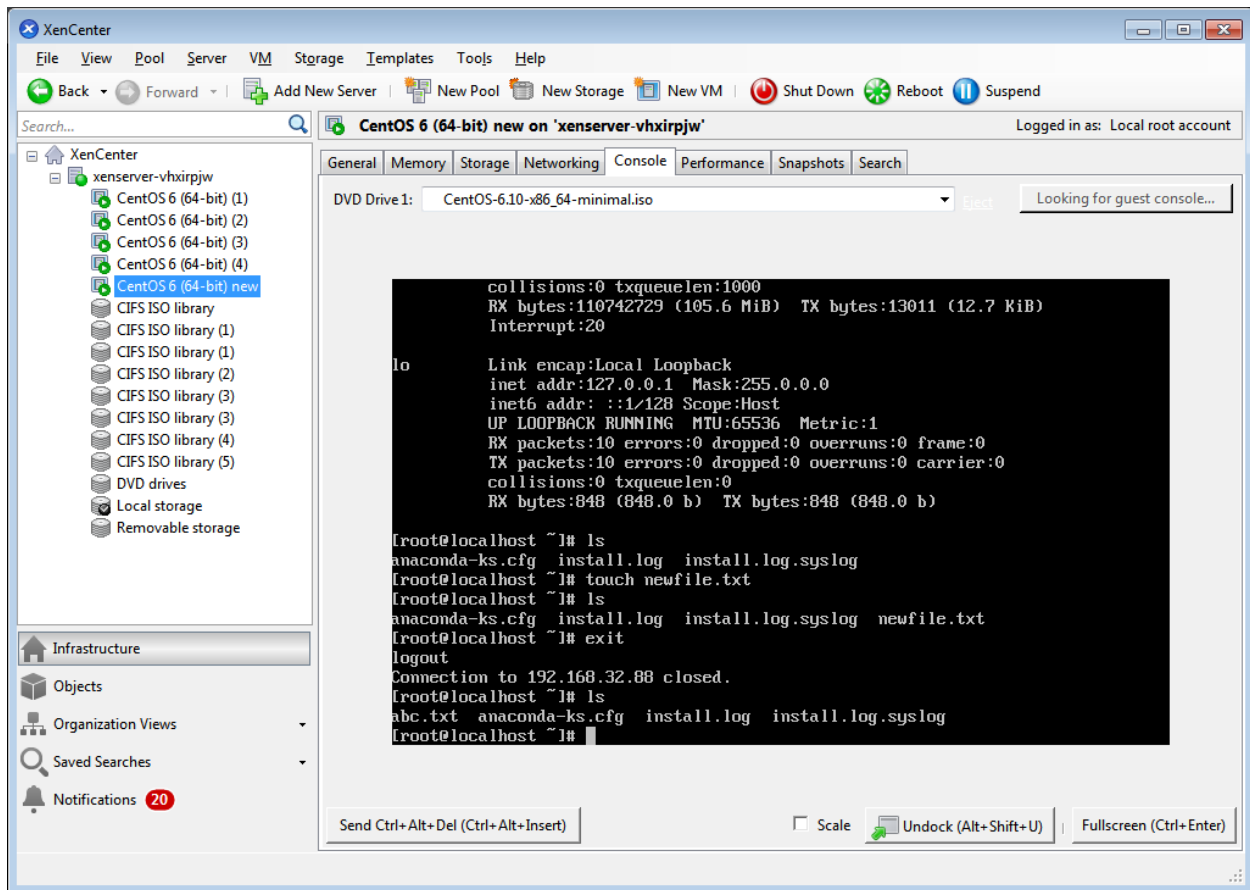 XenCenter
File View Pool Server VM Storage Templates Tools Help
Back Forward Add New Server New Pool New Storage New VM Shut Down Reboot Suspend
Search...
CentOS 6 (64-bit) new on 'xenserver-vhxirpjw' Logged in as: Local root account
XenCenter
xenserver-vhxirpjw
CentOS 6 (64-bit) (1)
CentOS 6 (64-bit) (2)
CentOS 6 (64-bit) (3)
CentOS 6 (64-bit) (4)
CentOS 6 (64-bit) new
CIFS ISO library
CIFS ISO library (1)
CIFS ISO library (1)
CIFS ISO library (2)
CIFS ISO library (3)
CIFS ISO library (3)
CIFS ISO library (4)
CIFS ISO library (5)
DVD drives
Local storage
Removable storage
Infrastructure
Objects
Organization Views
Saved Searches
Notifications 20
General Memory Storage Networking Console Performance Snapshots Search
DVD Drive 1: CentOS-6.10-x86_64-minimal.iso Eject Looking for guest console...
collisions:0 txqueuelen:1000
RX bytes:110742729 (105.6 MiB) TX bytes:13011 (12.7 KiB)
Interrupt:20
lo Link encap:Local Loopback
inet addr:127.0.0.1 Mask:255.0.0.0
inet6 addr: ::1/128 Scope:Host
UP LOOPBACK RUNNING MTU:65536 Metric:1
RX packets:10 errors:0 dropped:0 overruns:0 frame:0
TX packets:10 errors:0 dropped:0 overruns:0 carrier:0
collisions:0 txqueuelen:0
RX bytes:848 (848.0 b) TX bytes:848 (848.0 b)
[root@localhost ~]# ls
anaconda-ks.cfg install.log install.log.syslog
[root@localhost ~]# touch newfile.txt
[root@localhost ~]# ls
anaconda-ks.cfg install.log install.log.syslog newfile.txt
[root@localhost ~]# exit
logout
Connection to 192.168.32.88 closed.
[root@localhost ~]# ls
abc.txt anaconda-ks.cfg install.log install.log.syslog
[root@localhost ~]#
Send Ctrl+Alt+Del (Ctrl+Alt+Insert) Scale Undock (Alt+Shift+U) Fullscreen (Ctrl+Enter)